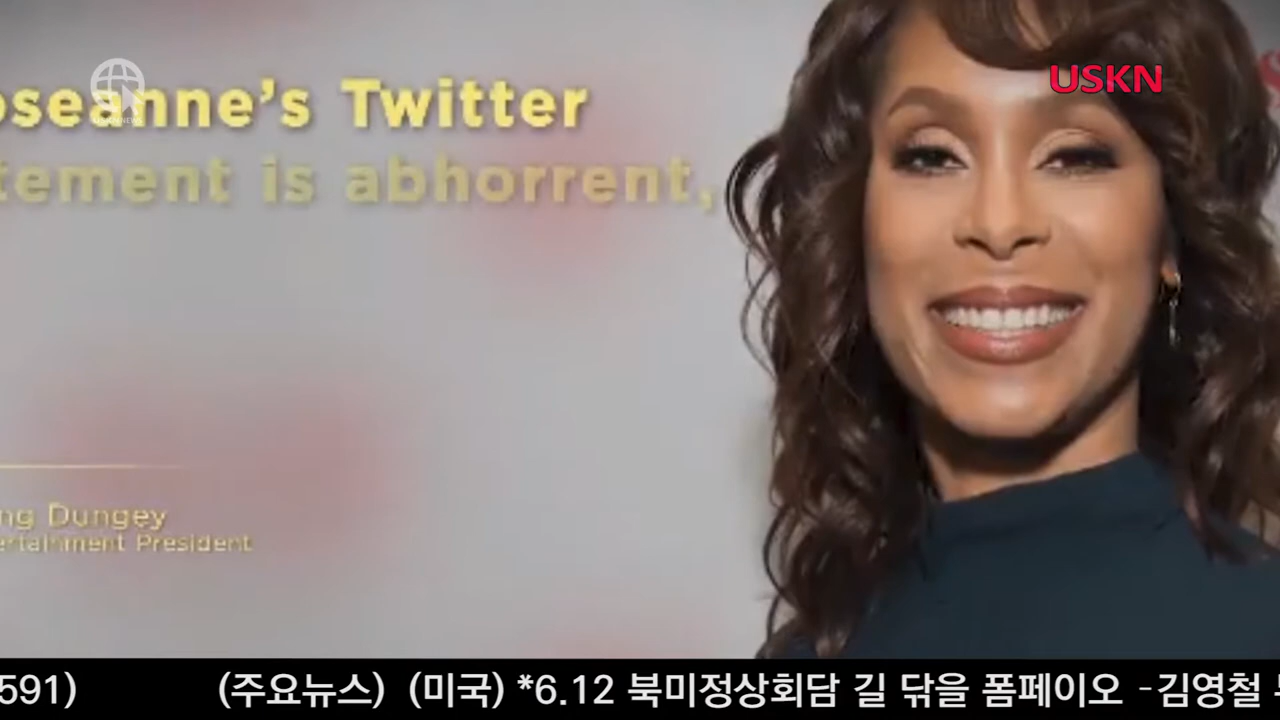 USKN
oseanne's Twitter
tement is abhorrent,
ng Dungey
ertainment President
591) (주요뉴스) (미국) *6.12 북미정상회담 길 닦을 폼페이오 -김영철